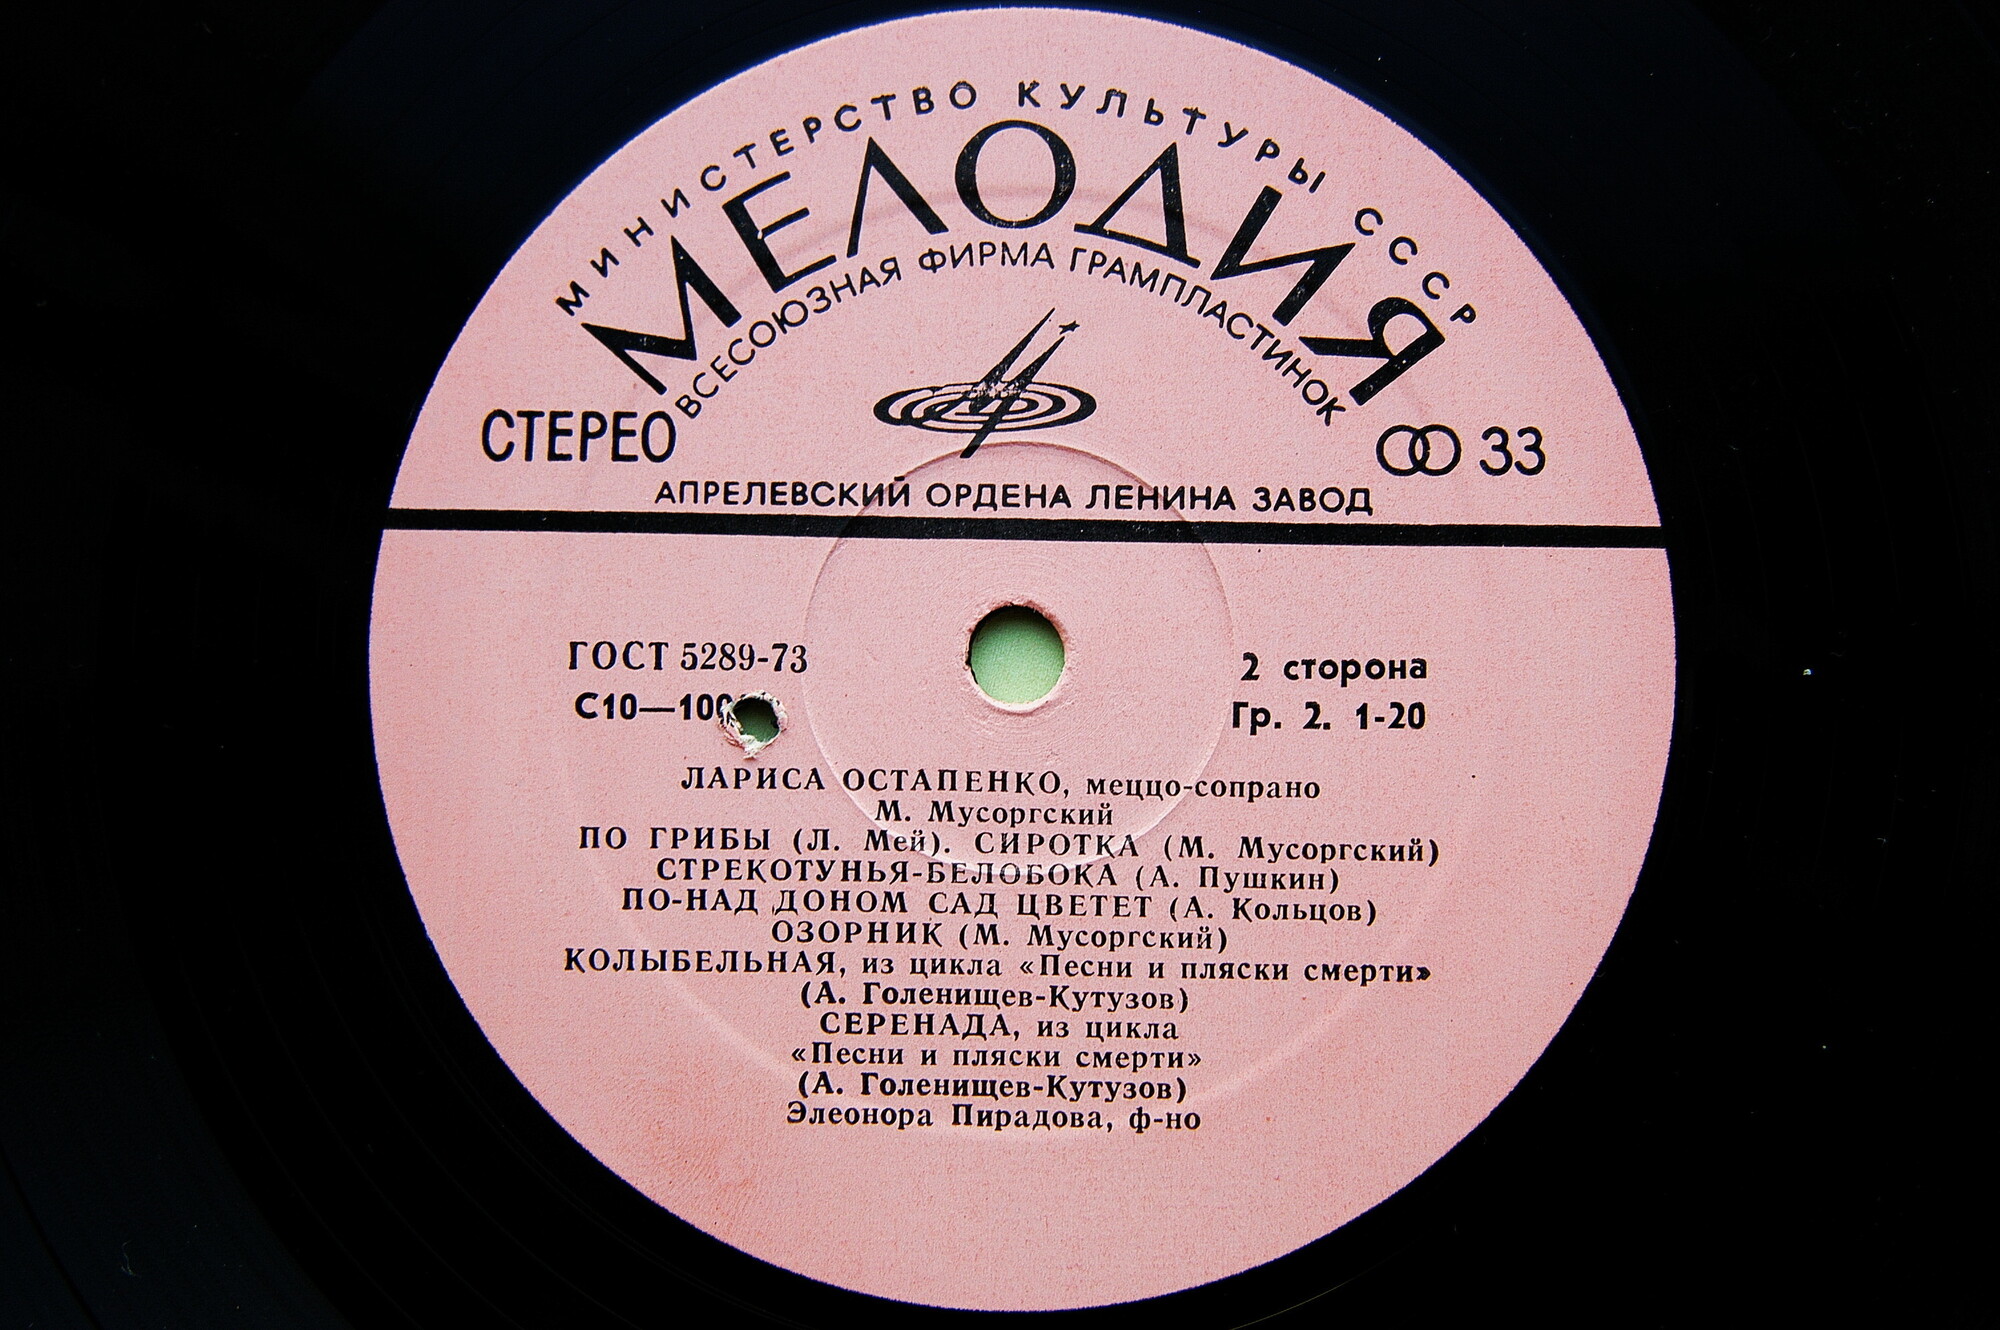 МИНИСТЕРСТВО КУЛЬТУРЫ СССР
МЕЛОДИЯ
ВСЕСОЮЗНАЯ ФИРМА ГРАМПЛАСТИНОК
СТЕРЕО
33
АПРЕЛЕВСКИЙ ОРДЕНА ЛЕНИНА ЗАВОД
ГОСТ 5289-73
2 сторона
Гр. 2. 1-20
ЛАРИСА ОСТАПЕНКО, меццо-сопрано
М. Мусоргский
ПО ГРИБЫ (Л. Мей). СИРОТКА (М. Мусоргский)
СТРЕКОТУНЬЯ-БЕЛОБОКА (А. Пушкин)
ПО-НАД ДОНОМ САД ЦВЕТЕТ (А. Кольцов)
ОЗОРНИК (М. Мусоргский)
КОЛЫБЕЛЬНАЯ, из цикла «Песни и пляски смерти»
(А. Голенищев-Кутузов)
СЕРЕНАДА, из цикла
«Песни и пляски смерти»
(А. Голенищев-Кутузов)
Элеонора Пирадова, ф-но